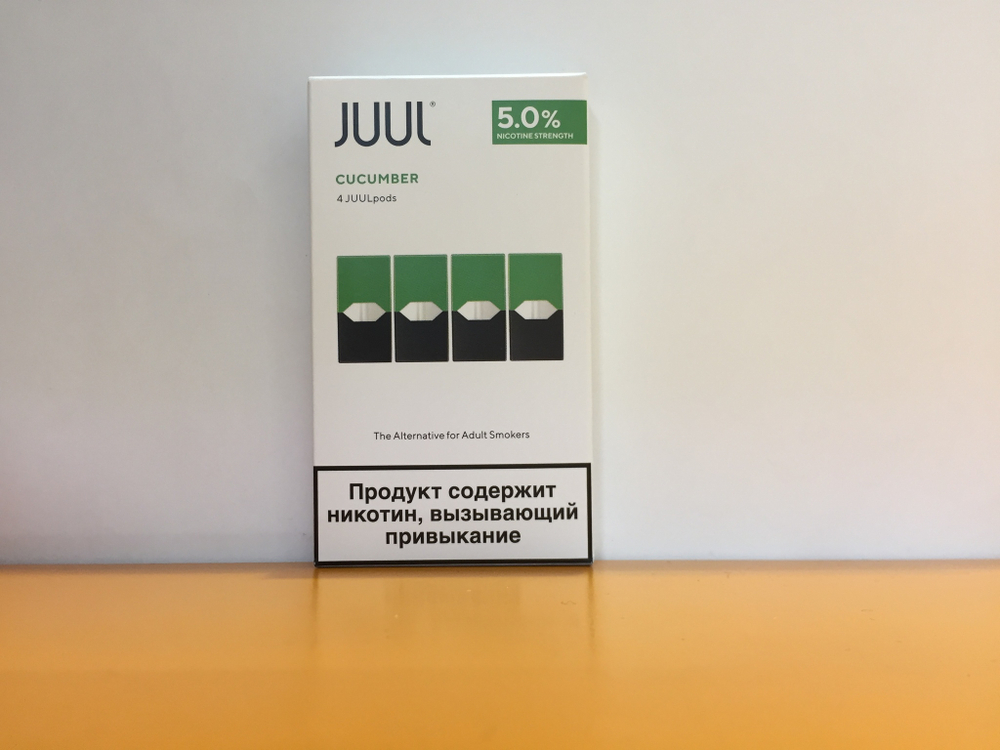 JUUL®
5.0%
NICOTINE STRENGTH
CUCUMBER
4 JUULpods
The Alternative for Adult Smokers
Продукт содержит
никотин, вызывающий
привыкание